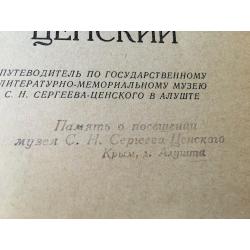 ЦЕНСКИЙ
ПУТЕВОДИТЕЛЬ ПО ГОСУДАРСТВЕННОМУ
ЛИТЕРАТУРНО-МЕМОРИАЛЬНОМУ МУЗЕЮ
С. Н. СЕРГЕЕВА-ЦЕНСКОГО В АЛУШТЕ
Память о посещении
музея С. Н. Сергеева-Ценского
Крым, г. Алушта